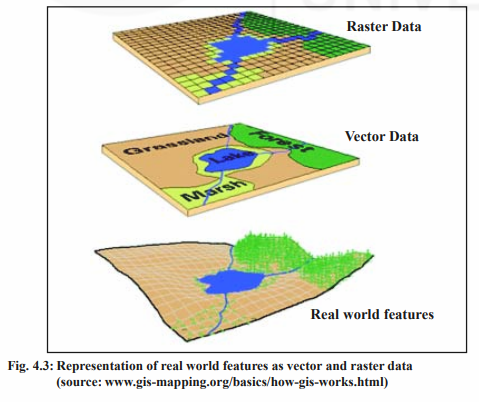 Raster Data
Vector Data
Grassland
Forest
Lake
Marsh
Real world features
Fig. 4.3: Representation of real world features as vector and raster data
(source: www.gis-mapping.org/basics/how-gis-works.html)